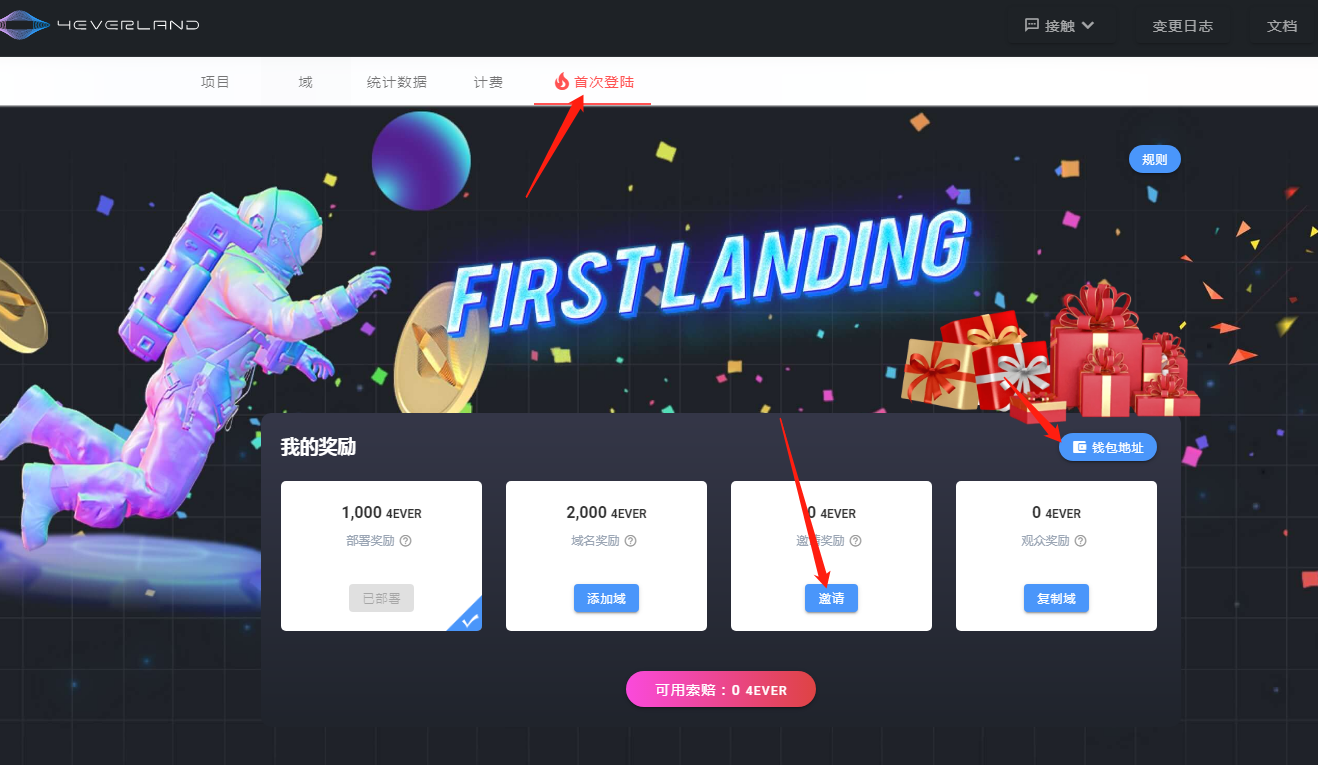 4EVERLAND
接触
变更日志
文档
项目
域
统计数据
计费
首次登陆
规则
FIRSTLANDING
我的奖励
钱包地址
1,000 4EVER
2,000 4EVER
0 4EVER
0 4EVER
部署奖励
域名奖励
邀请奖励
观众奖励
已部署
添加域
邀请
复制域
可用索赔：0 4EVER